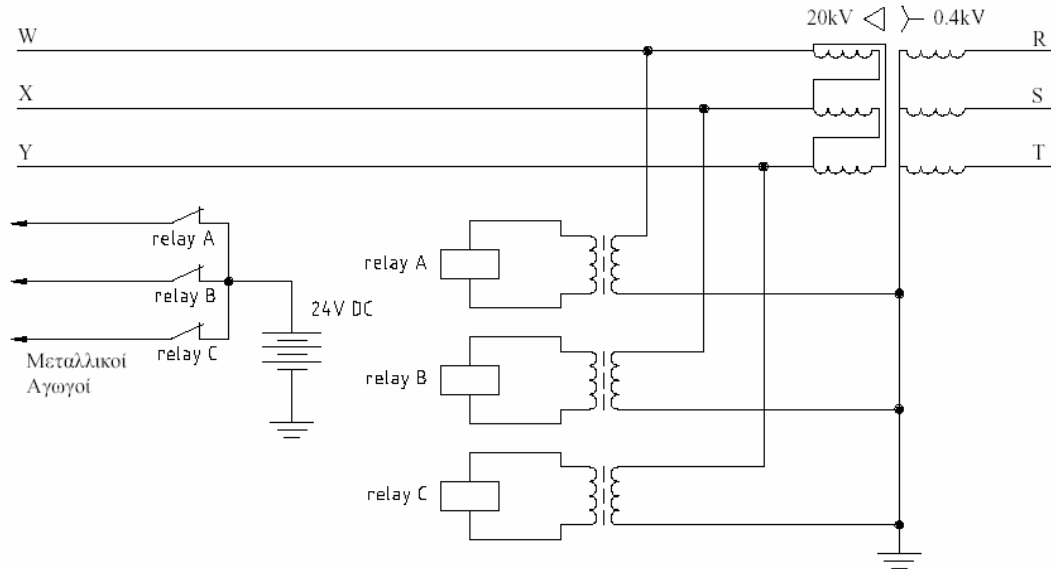 20kV 0.4kV
W
R
X
S
Y
T
relay A
relay A
relay B
24V DC
relay C
relay B
Μεταλλικοί
Αγωγοί
relay C